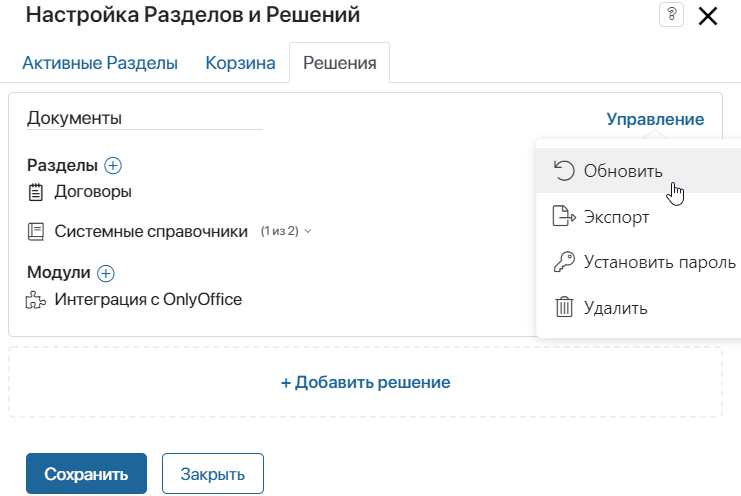 Настройка Разделов и Решений
?
Активные Разделы Корзина Решения
Документы Управление
Разделы
Договоры
Системные справочники (1 из 2)
Модули
Интеграция с OnlyOffice
Обновить
Экспорт
Установить пароль
Удалить
+ Добавить решение
Сохранить Закрыть